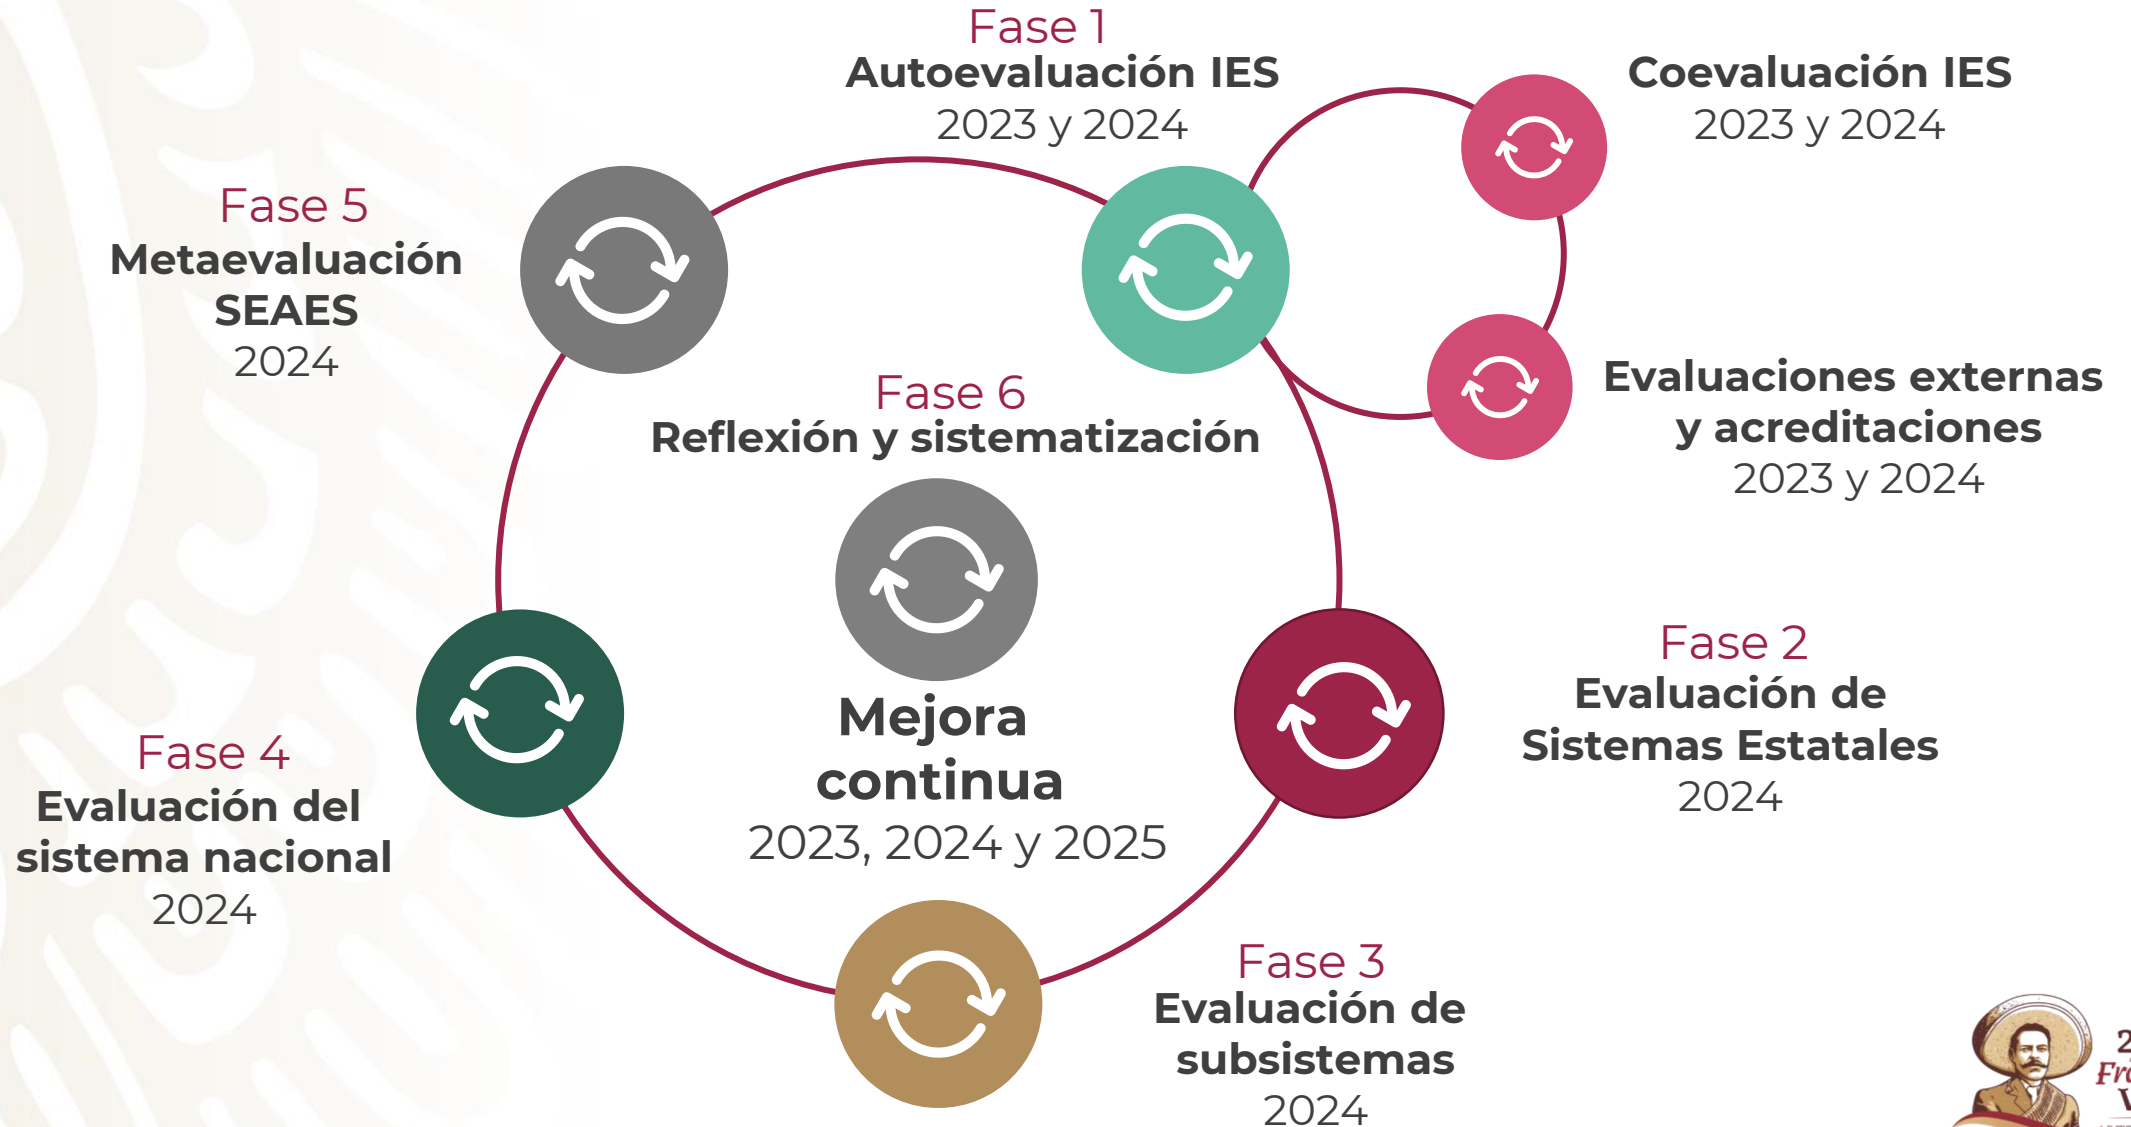 Fase 1
Autoevaluación IES
2023 y 2024
Coevaluación IES
2023 y 2024
Evaluaciones externas
y acreditaciones
2023 y 2024
Fase 5
Metaevaluación
SEAES
2024
Fase 6
Reflexión y sistematización
Mejora
continua
2023, 2024 y 2025
Fase 2
Evaluación de
Sistemas Estatales
2024
Fase 4
Evaluación del
sistema nacional
2024
Fase 3
Evaluación de
subsistemas
2024